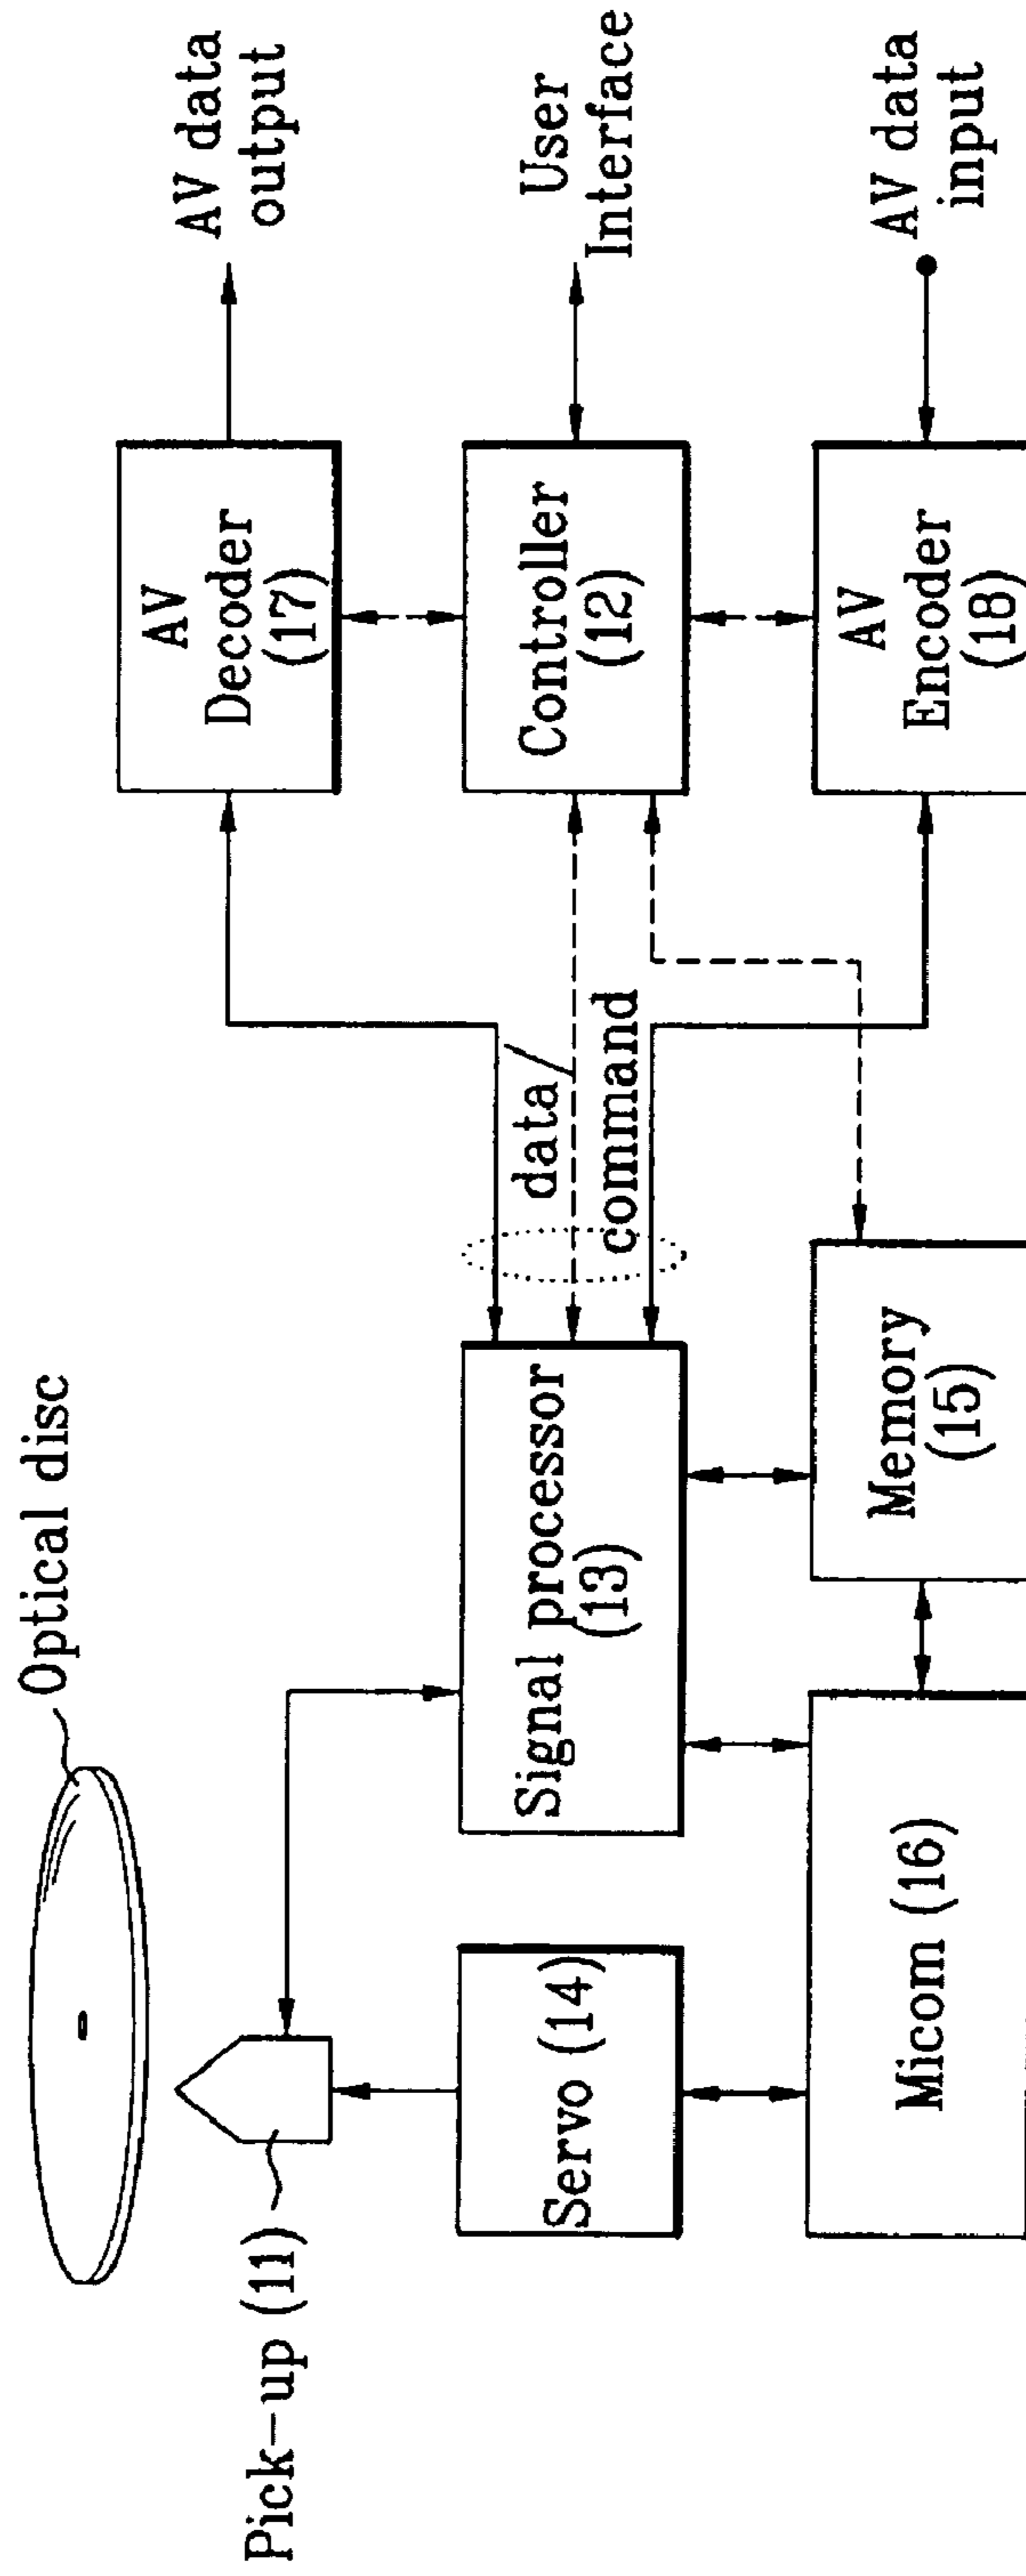 Optical disc
Pick-up (11)
Servo (14)
Signal processor
(13)
Micom (16)
Memory
(15)
data/
command
AV
Decoder
(17)
Controller
(12)
AV
Encoder
(18)
AV data
output
User
Interface
AV data
input